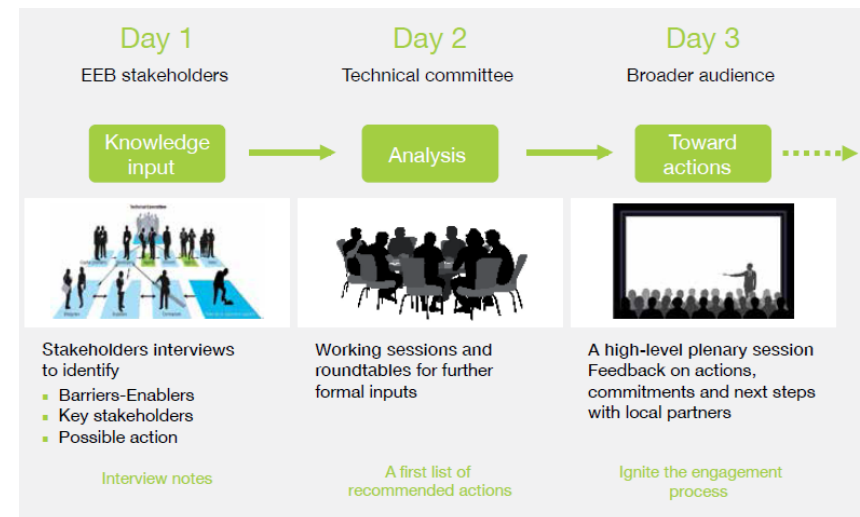 Day 1
EEB stakeholders
Knowledge
input
Technical Committee
Stakeholders interviews
to identify
▪ Barriers-Enablers
▪ Key stakeholders
▪ Possible action
Interview notes
Day 2
Technical committee
Analysis
Working sessions and
roundtables for further
formal inputs
A first list of
recommended actions
Day 3
Broader audience
Toward
actions
A high-level plenary session
Feedback on actions,
commitments and next steps
with local partners
Ignite the engagement
process